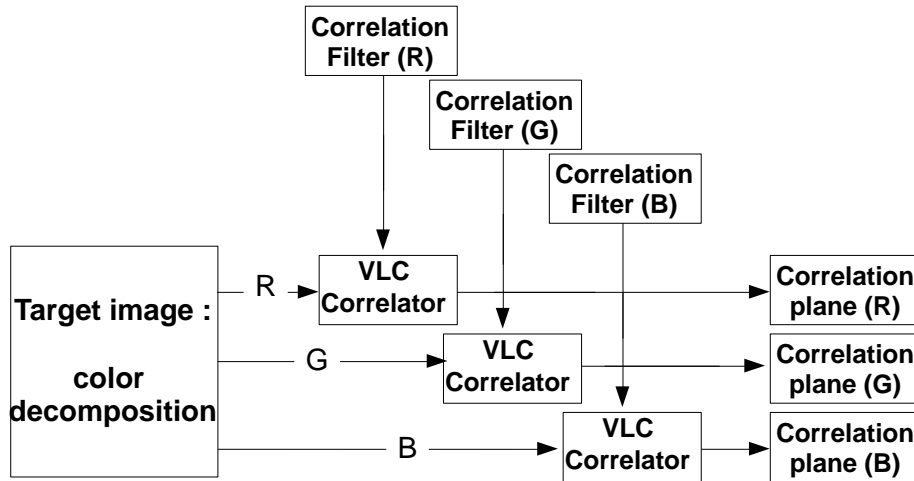 Correlation
Filter (R)
Correlation
Filter (G)
Correlation
Filter (B)
Target image :
color
decomposition
R
G
B
VLC
Correlator
VLC
Correlator
VLC
Correlator
Correlation
plane (R)
Correlation
plane (G)
Correlation
plane (B)